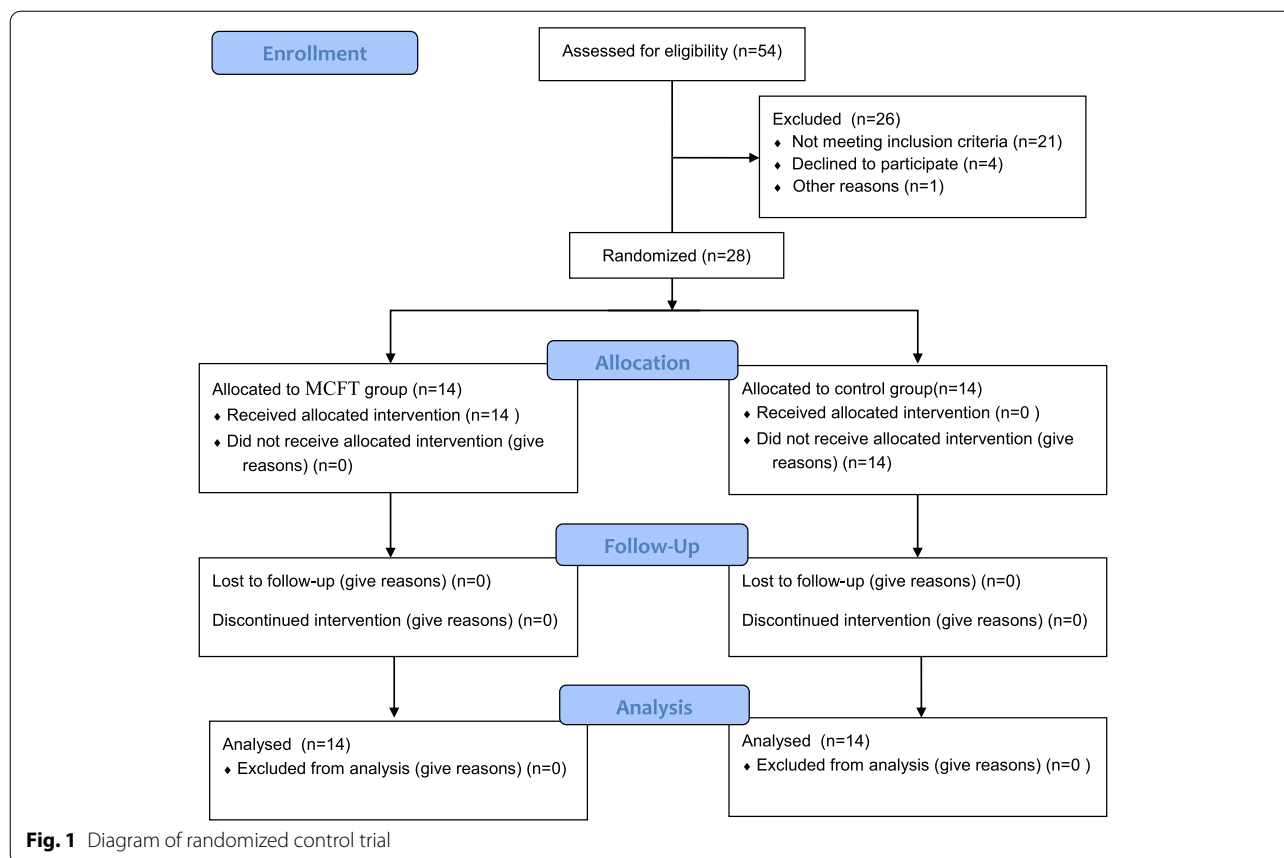 Enrollment
Assessed for eligibility (n=54)
Excluded (n=26)
♦ Not meeting inclusion criteria (n=21)
♦ Declined to participate (n=4)
♦ Other reasons (n=1)
Randomized (n=28)
Allocation
Allocated to MCFT group (n=14)
♦ Received allocated intervention (n=14 )
♦ Did not receive allocated intervention (give
reasons) (n=0)
Allocated to control group(n=14)
♦ Received allocated intervention (n=0 )
♦ Did not receive allocated intervention (give
reasons) (n=14)
Follow-Up
Lost to follow-up (give reasons) (n=0)
Discontinued intervention (give reasons) (n=0)
Lost to follow-up (give reasons) (n=0)
Discontinued intervention (give reasons) (n=0)
Analysis
Analysed (n=14)
♦ Excluded from analysis (give reasons) (n=0)
Analysed (n=14)
♦ Excluded from analysis (give reasons) (n=0 )
Fig. 1 Diagram of randomized control trial